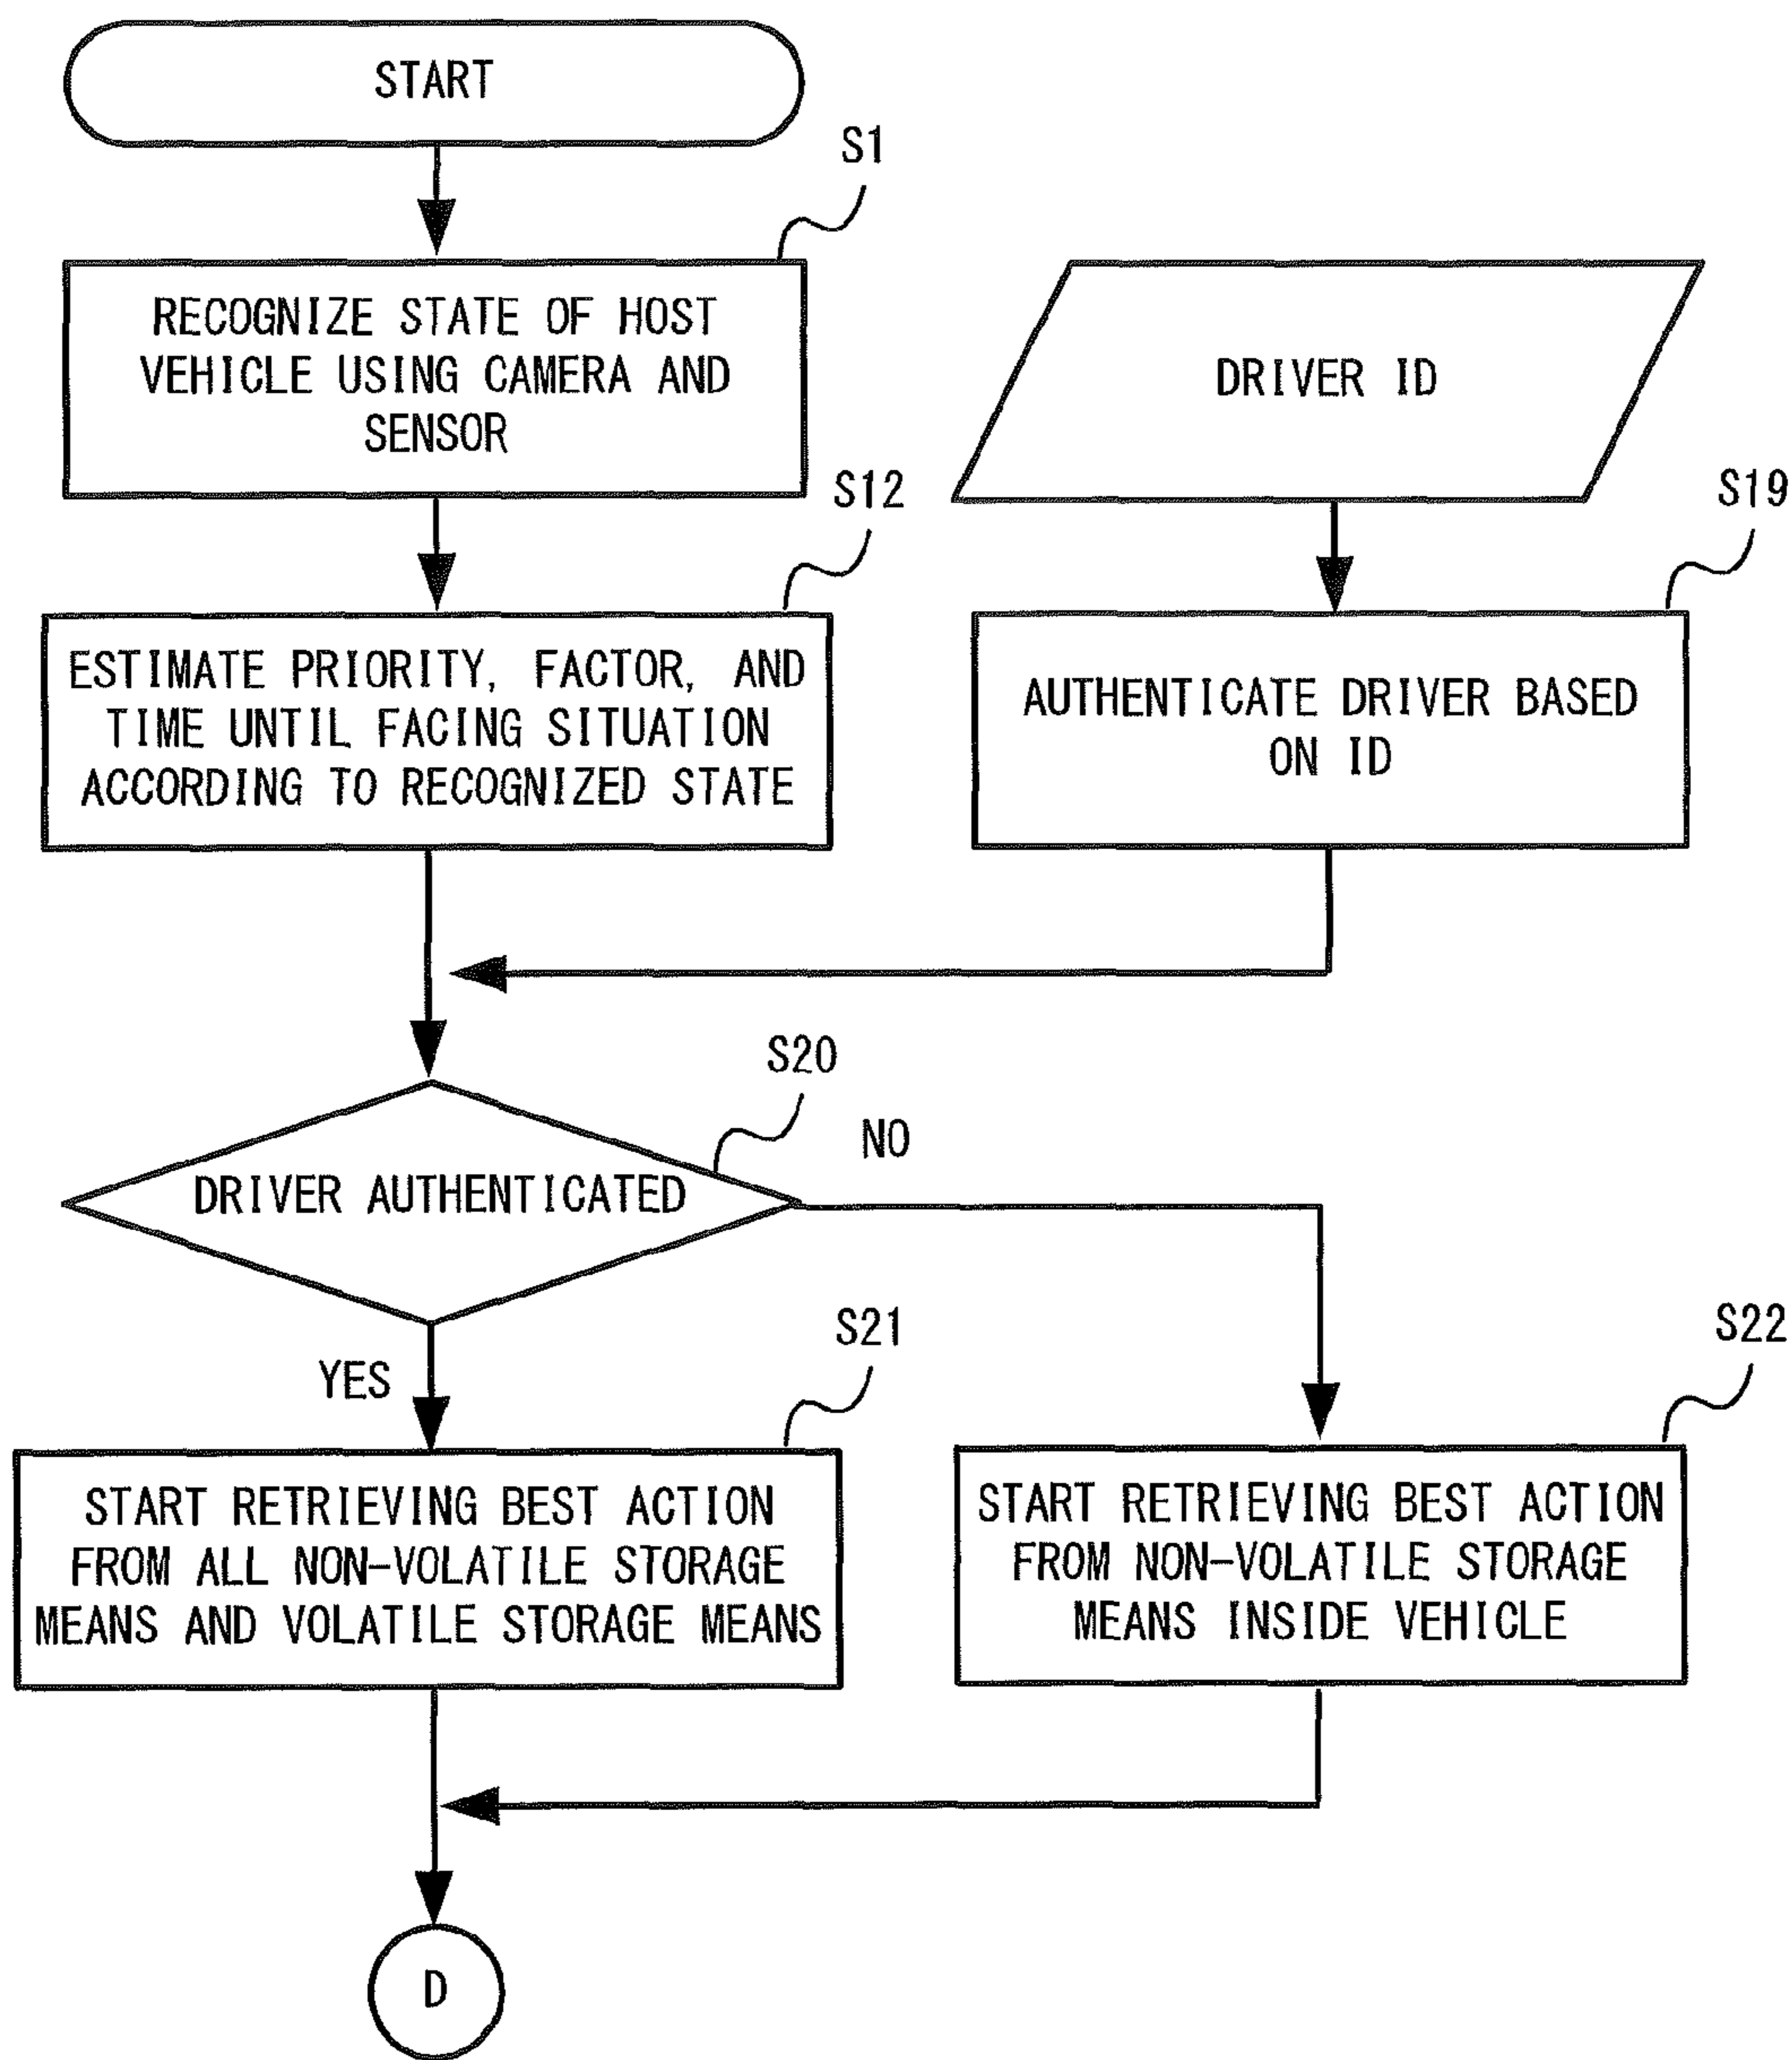 START
S1
RECOGNIZE STATE OF HOST
VEHICLE USING CAMERA AND
SENSOR
DRIVER ID
S12
ESTIMATE PRIORITY, FACTOR, AND
TIME UNTIL FACING SITUATION
ACCORDING TO RECOGNIZED STATE
S19
AUTHENTICATE DRIVER BASED
ON ID
S20
DRIVER AUTHENTICATED
NO
YES
S21
START RETRIEVING BEST ACTION
FROM ALL NON-VOLATILE STORAGE
MEANS AND VOLATILE STORAGE MEANS
S22
START RETRIEVING BEST ACTION
FROM NON-VOLATILE STORAGE
MEANS INSIDE VEHICLE
D